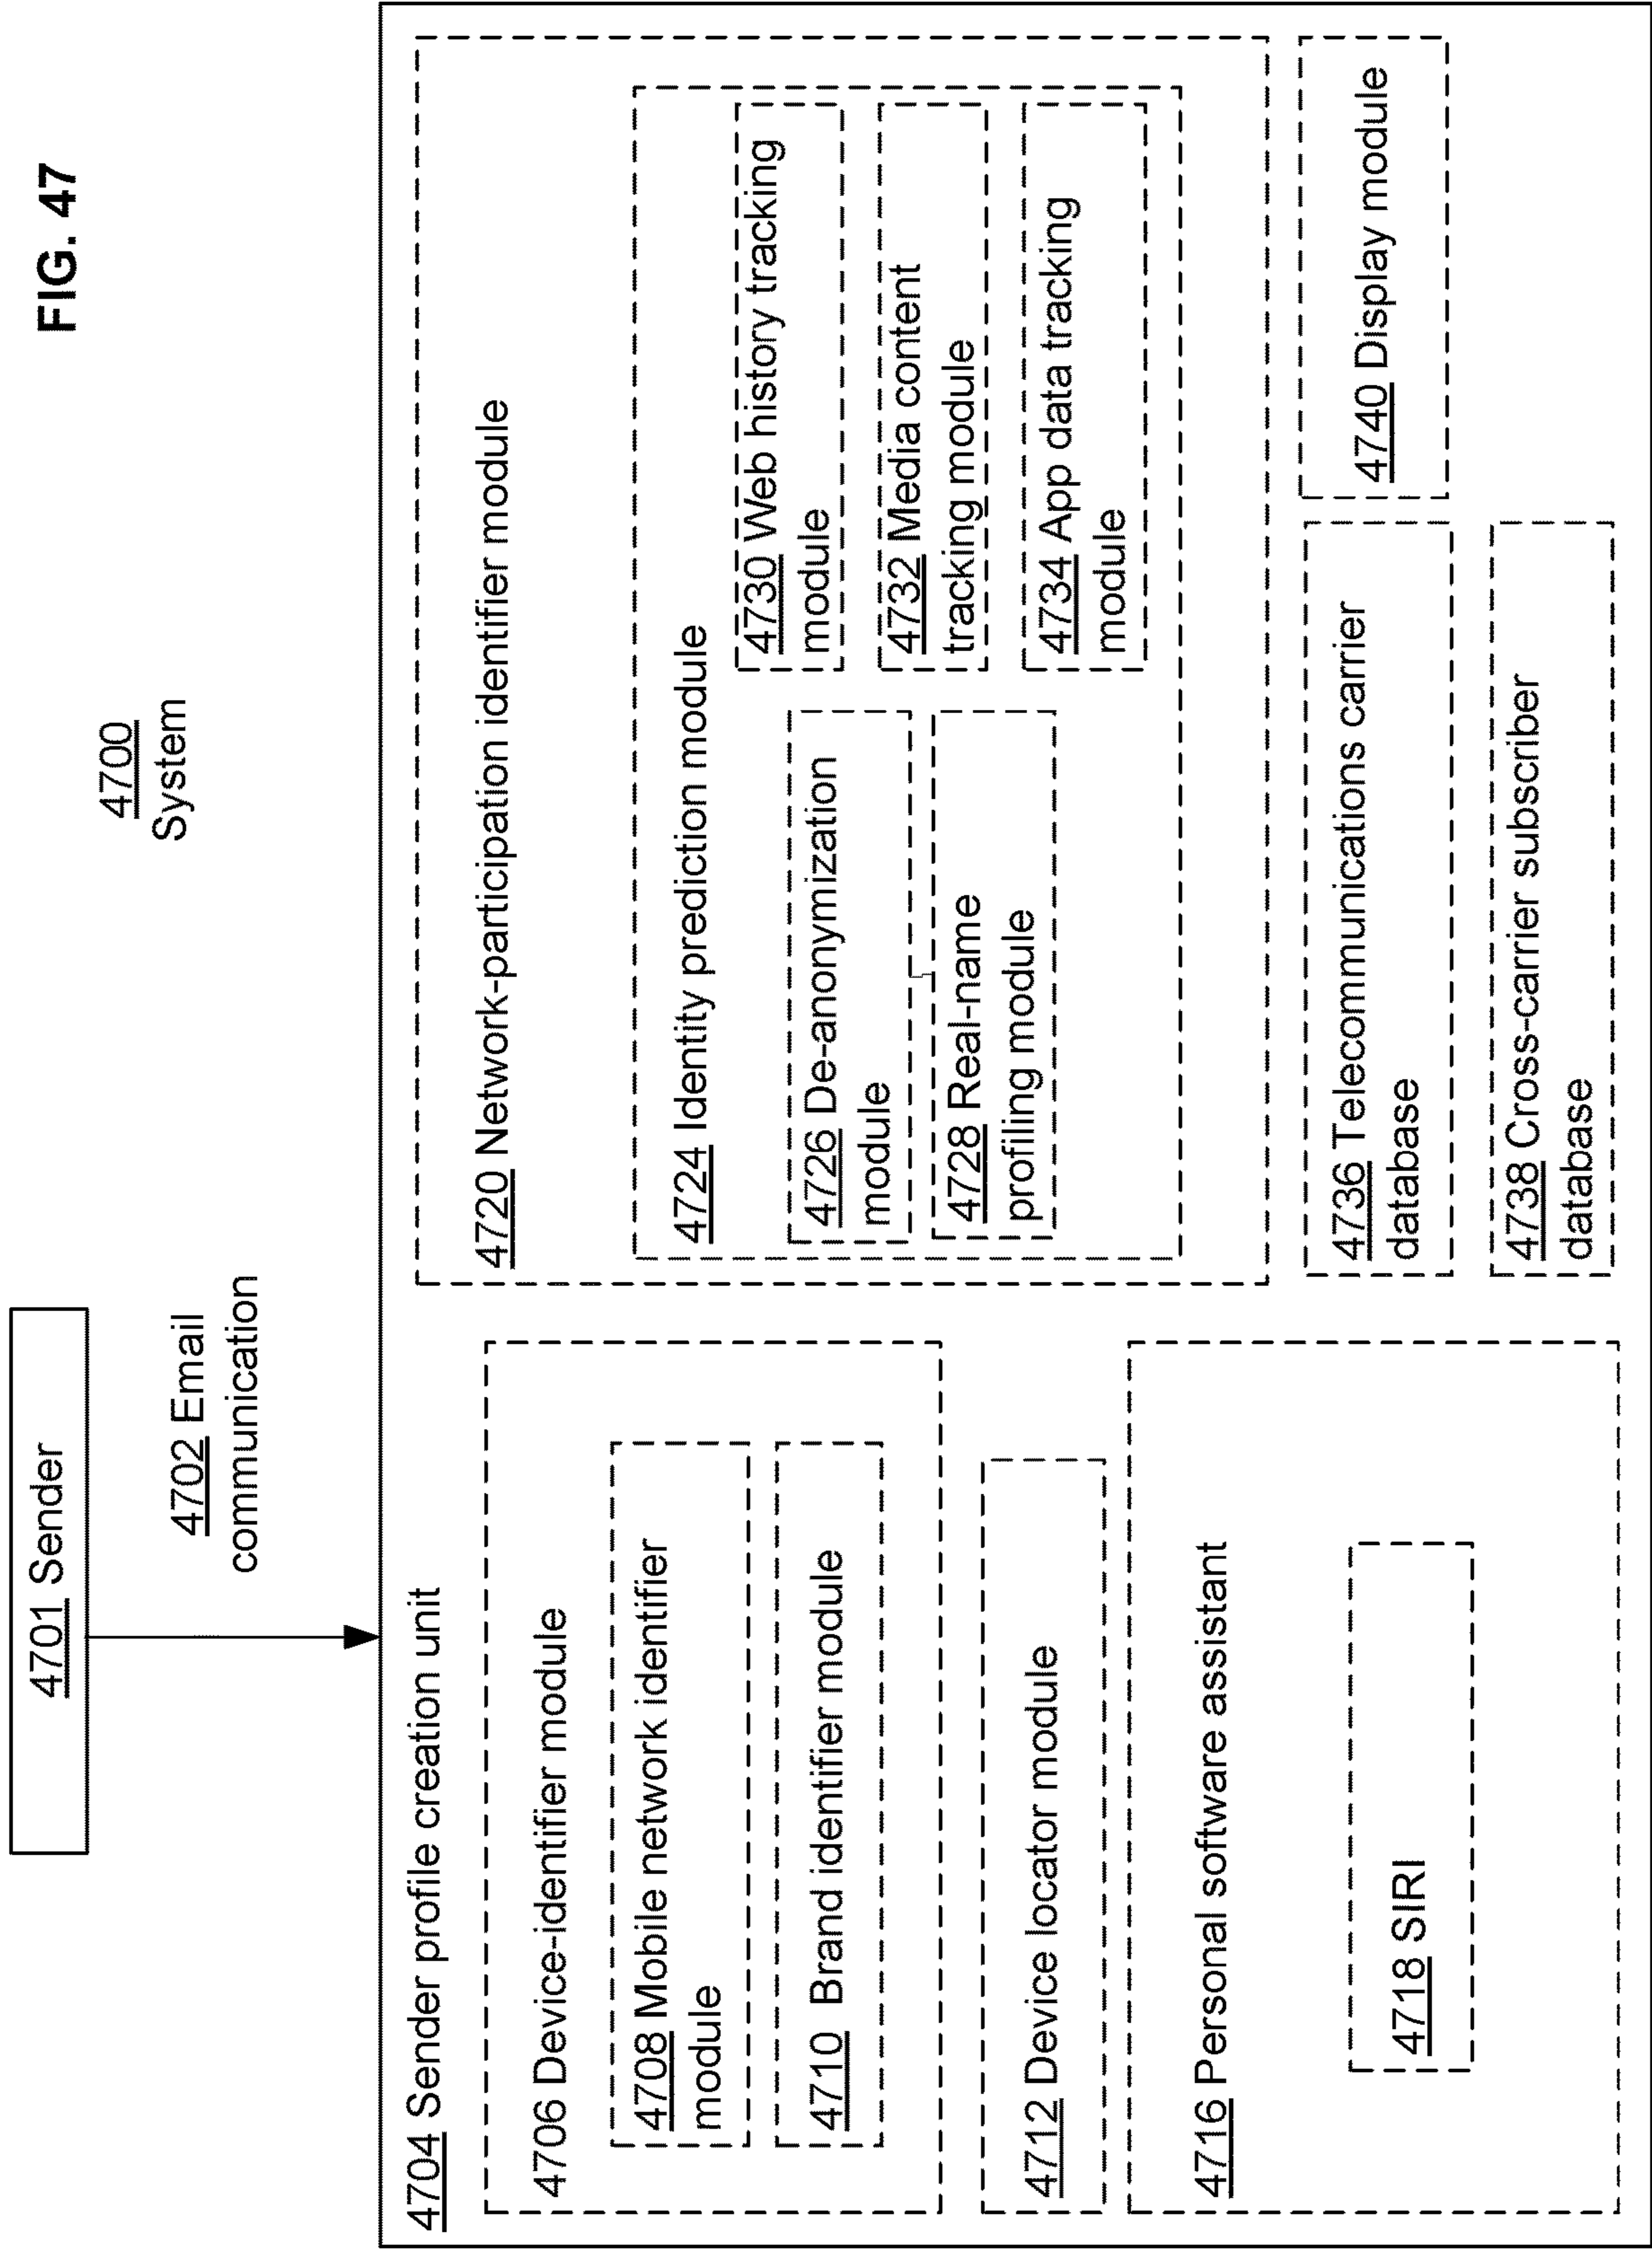 FIG. 47
4700
System
4701 Sender
4702 Email
communication
4704 Sender profile creation unit
4706 Device-identifier module
4708 Mobile network identifier
module
4710 Brand identifier module
4712 Device locator module
4716 Personal software assistant
4718 SIRI
4720 Network-participation identifier module
4724 Identity prediction module
4726 De-anonymization
module
4728 Real-name
profiling module
4730 Web history tracking
module
4732 Media content
tracking module
4734 App data tracking
module
4736 Telecommunications carrier
database
4738 Cross-carrier subscriber
database
4740 Display module